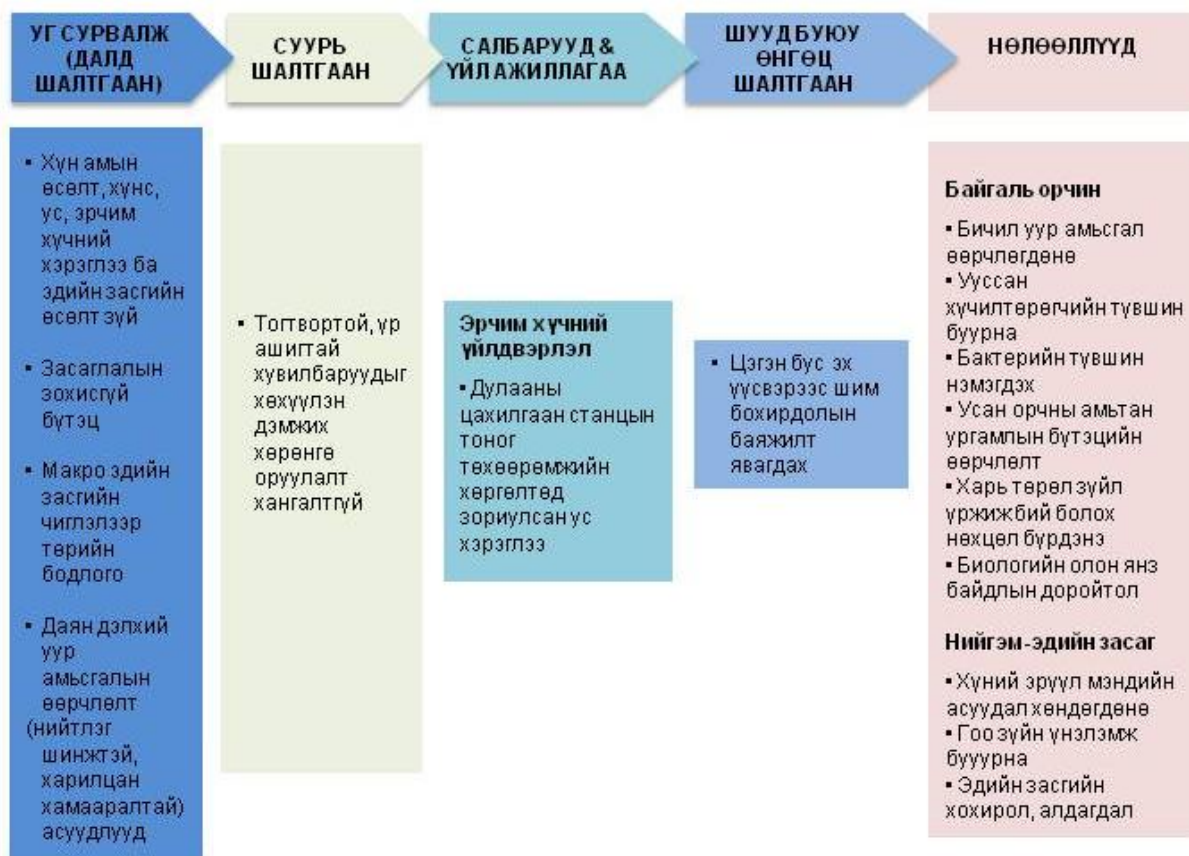 УГ СУРВАЛЖ
(ДАЛД
ШАЛТГААН)
СУУРЬ
ШАЛТГААН
САЛБАРУУД &
ҮЙЛ АЖИЛЛАГАА
ШУУД БУЮУ
ӨНГӨЦ
ШАЛТГААН
НӨЛӨӨЛЛҮҮД
▪ Хүн амын
өсөлт, хүнс,
ус, эрчим
хүчний
хэрэглээ ба
эдийн засгийн
өсөлт зүй
▪ Засаглалын
зохисгүй
бүтэц
▪ Макро эдийн
засгийн
чиглэлээр
төрийн
бодлого
▪ Даян дэлхий
уур
амьсгалын
өөрчлөлт
(нийтлэг
шинжтэй,
харилцан
хамааралтай)
асуудлууд
▪ Тогтвортой, үр
ашигтай
хувилбаруудыг
хөхүүлэн
дэмжих
хөрөнгө
оруулалт
хангалтгүй
Эрчим хүчний
үйлдвэрлэл
▪ Дулааны
цахилгаан станцын
тоног
төхөөрөмжийн
хөргөлтөд
зориулсан ус
хэрэглээ
▪ Цэгэн бус эх
үүсвэрээс шим
бохирдолын
баяжилт
явагдах
Байгаль орчин
▪ Бичил уур амьсгал
өөрчлөгдөнө
▪ Ууссан
хүчилтөрөгчийн түвшин
буурна
▪ Бактерийн түвшин
нэмэгдэх
▪ Усан орчны амьтан
ургамлын бүтэцийн
өөрчлөлт
▪ Харь төрөл зүйл
үржижбий болох
нөхцөл бүрдэнэ
▪ Биологийн олон янз
байдлын доройтол
Нийгэм-эдийн засаг
▪ Хүний эрүүл мэндийн
асуудал хөндөгдөнө
▪ Гоо зүйн үнэлэмж
бууурна
▪ Эдийн засгийн
хохирол, алдагдал